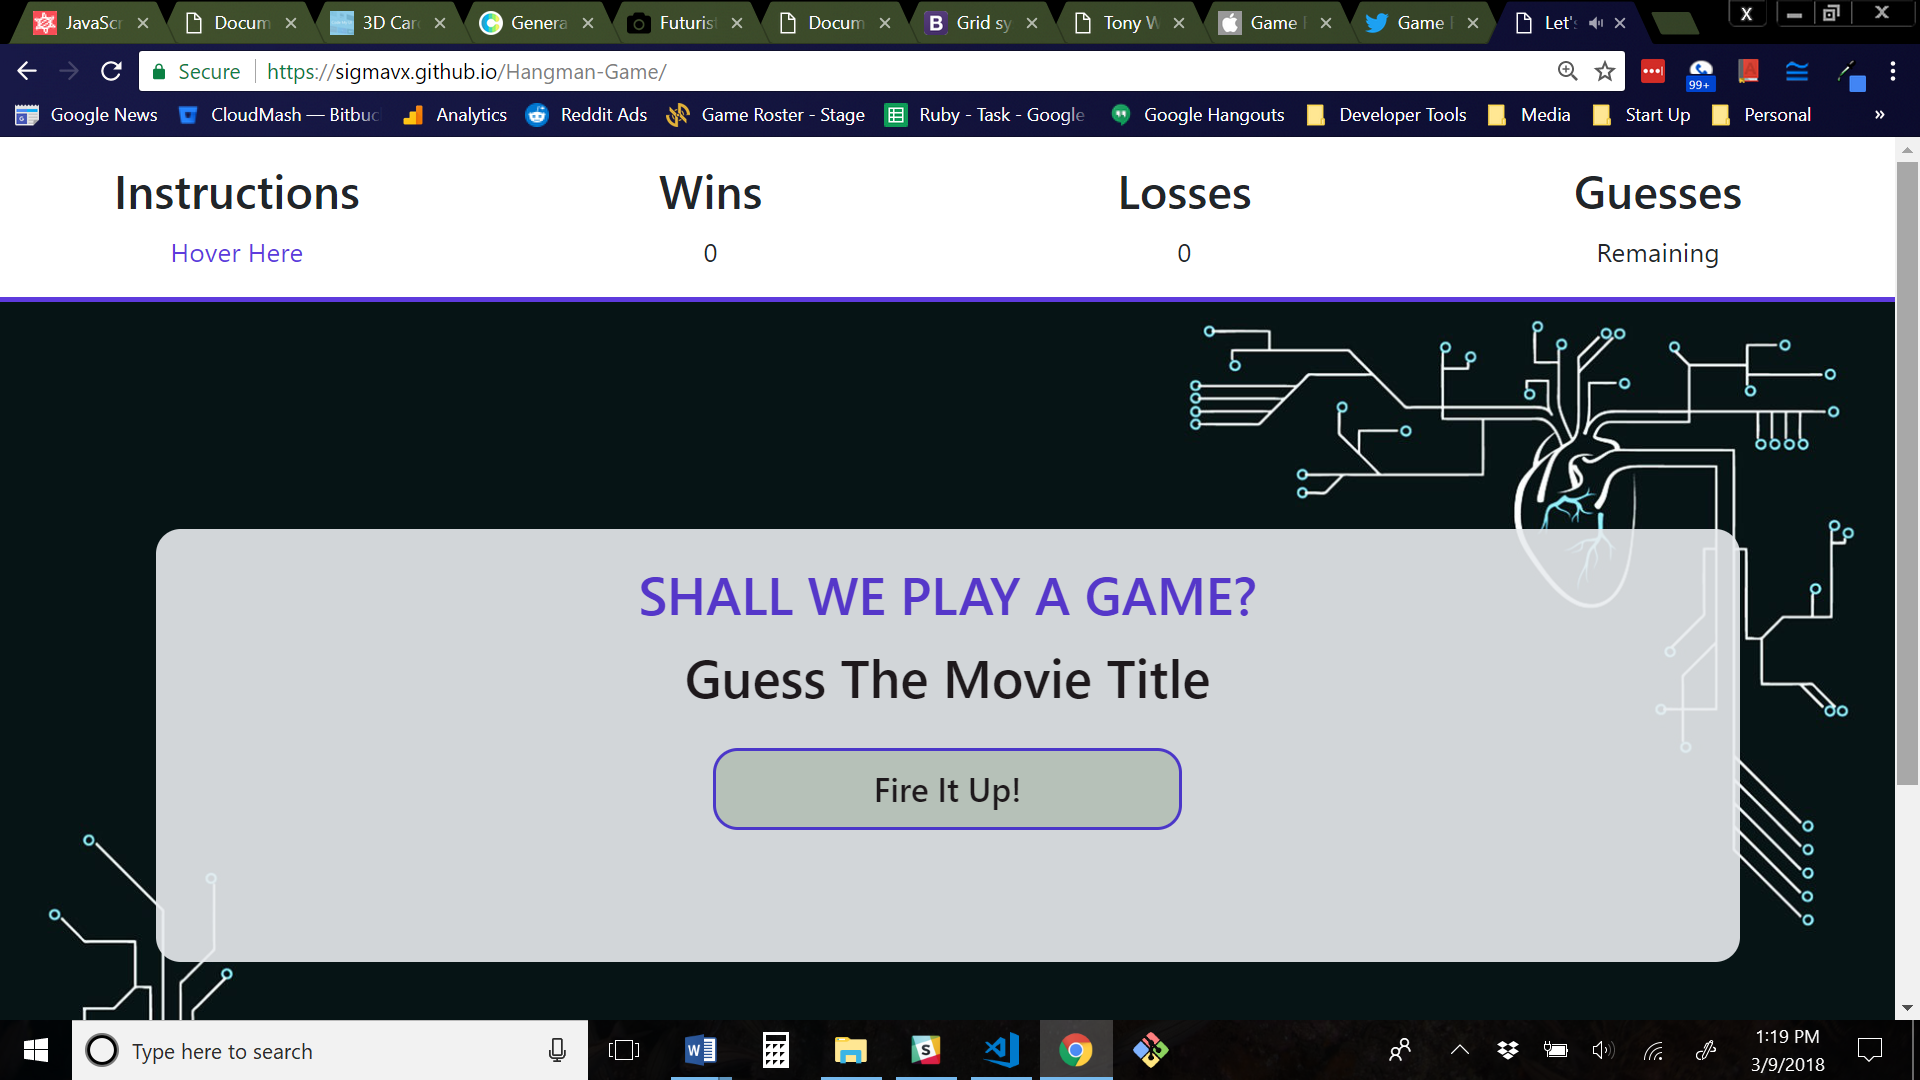 JavaSc
Docum
3D Car
Genera
Futuris
Docum
Grid sy
Tony W
Game
Game
Let's
X
Secure
https://sigmavx.github.io/Hangman-Game/
99+
Google News
CloudMash — Bitbuc
Analytics
Reddit Ads
Game Roster - Stage
Ruby - Task - Google
Google Hangouts
Developer Tools
Media
Start Up
Personal
»
Instructions
Wins
Losses
Guesses
Hover Here
0
0
Remaining
SHALL WE PLAY A GAME?
Guess The Movie Title
Fire It Up!
Type here to search
1:19 PM
3/9/2018